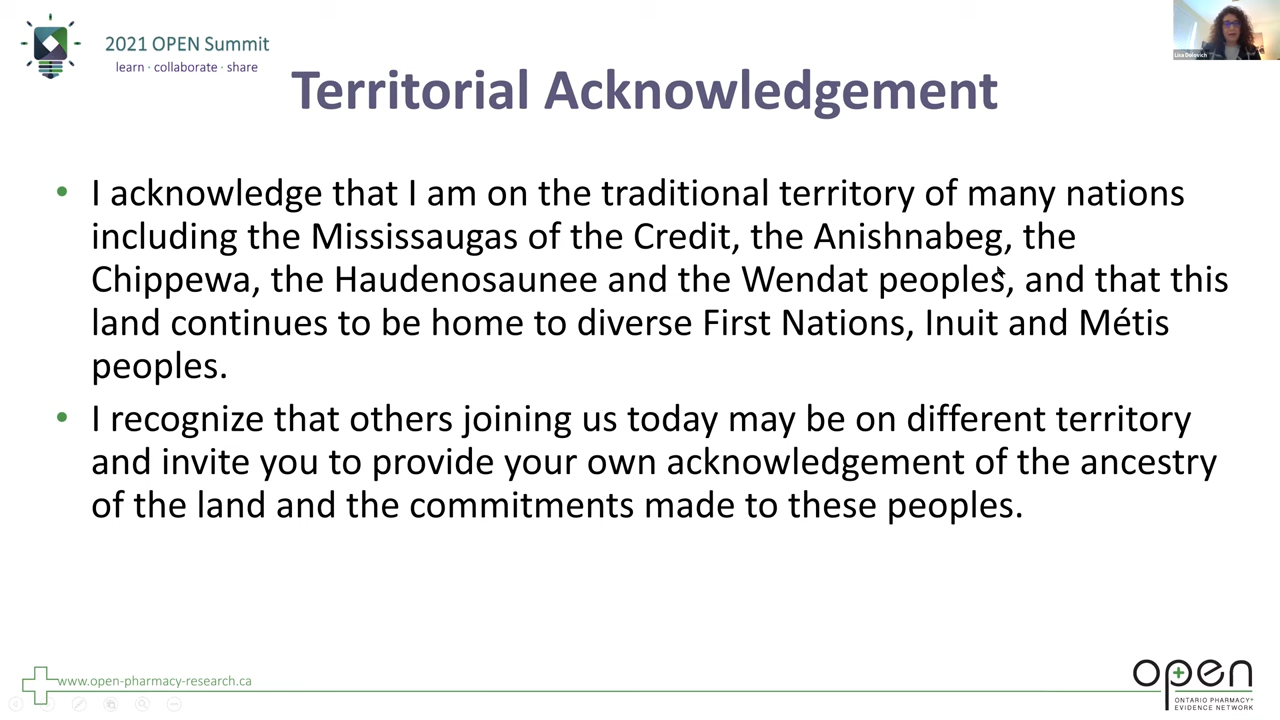 2021 OPEN Summit
learn · collaborate · share
Lisa Dolovich
Territorial Acknowledgement
• I acknowledge that I am on the traditional territory of many nations
including the Mississaugas of the Credit, the Anishnabeg, the
Chippewa, the Haudenosaunee and the Wendat peoples, and that this
land continues to be home to diverse First Nations, Inuit and Métis
peoples.
• I recognize that others joining us today may be on different territory
and invite you to provide your own acknowledgement of the ancestry
of the land and the commitments made to these peoples.
www.open-pharmacy-research.ca
open
ONTARIO PHARMACY
EVIDENCE NETWORK